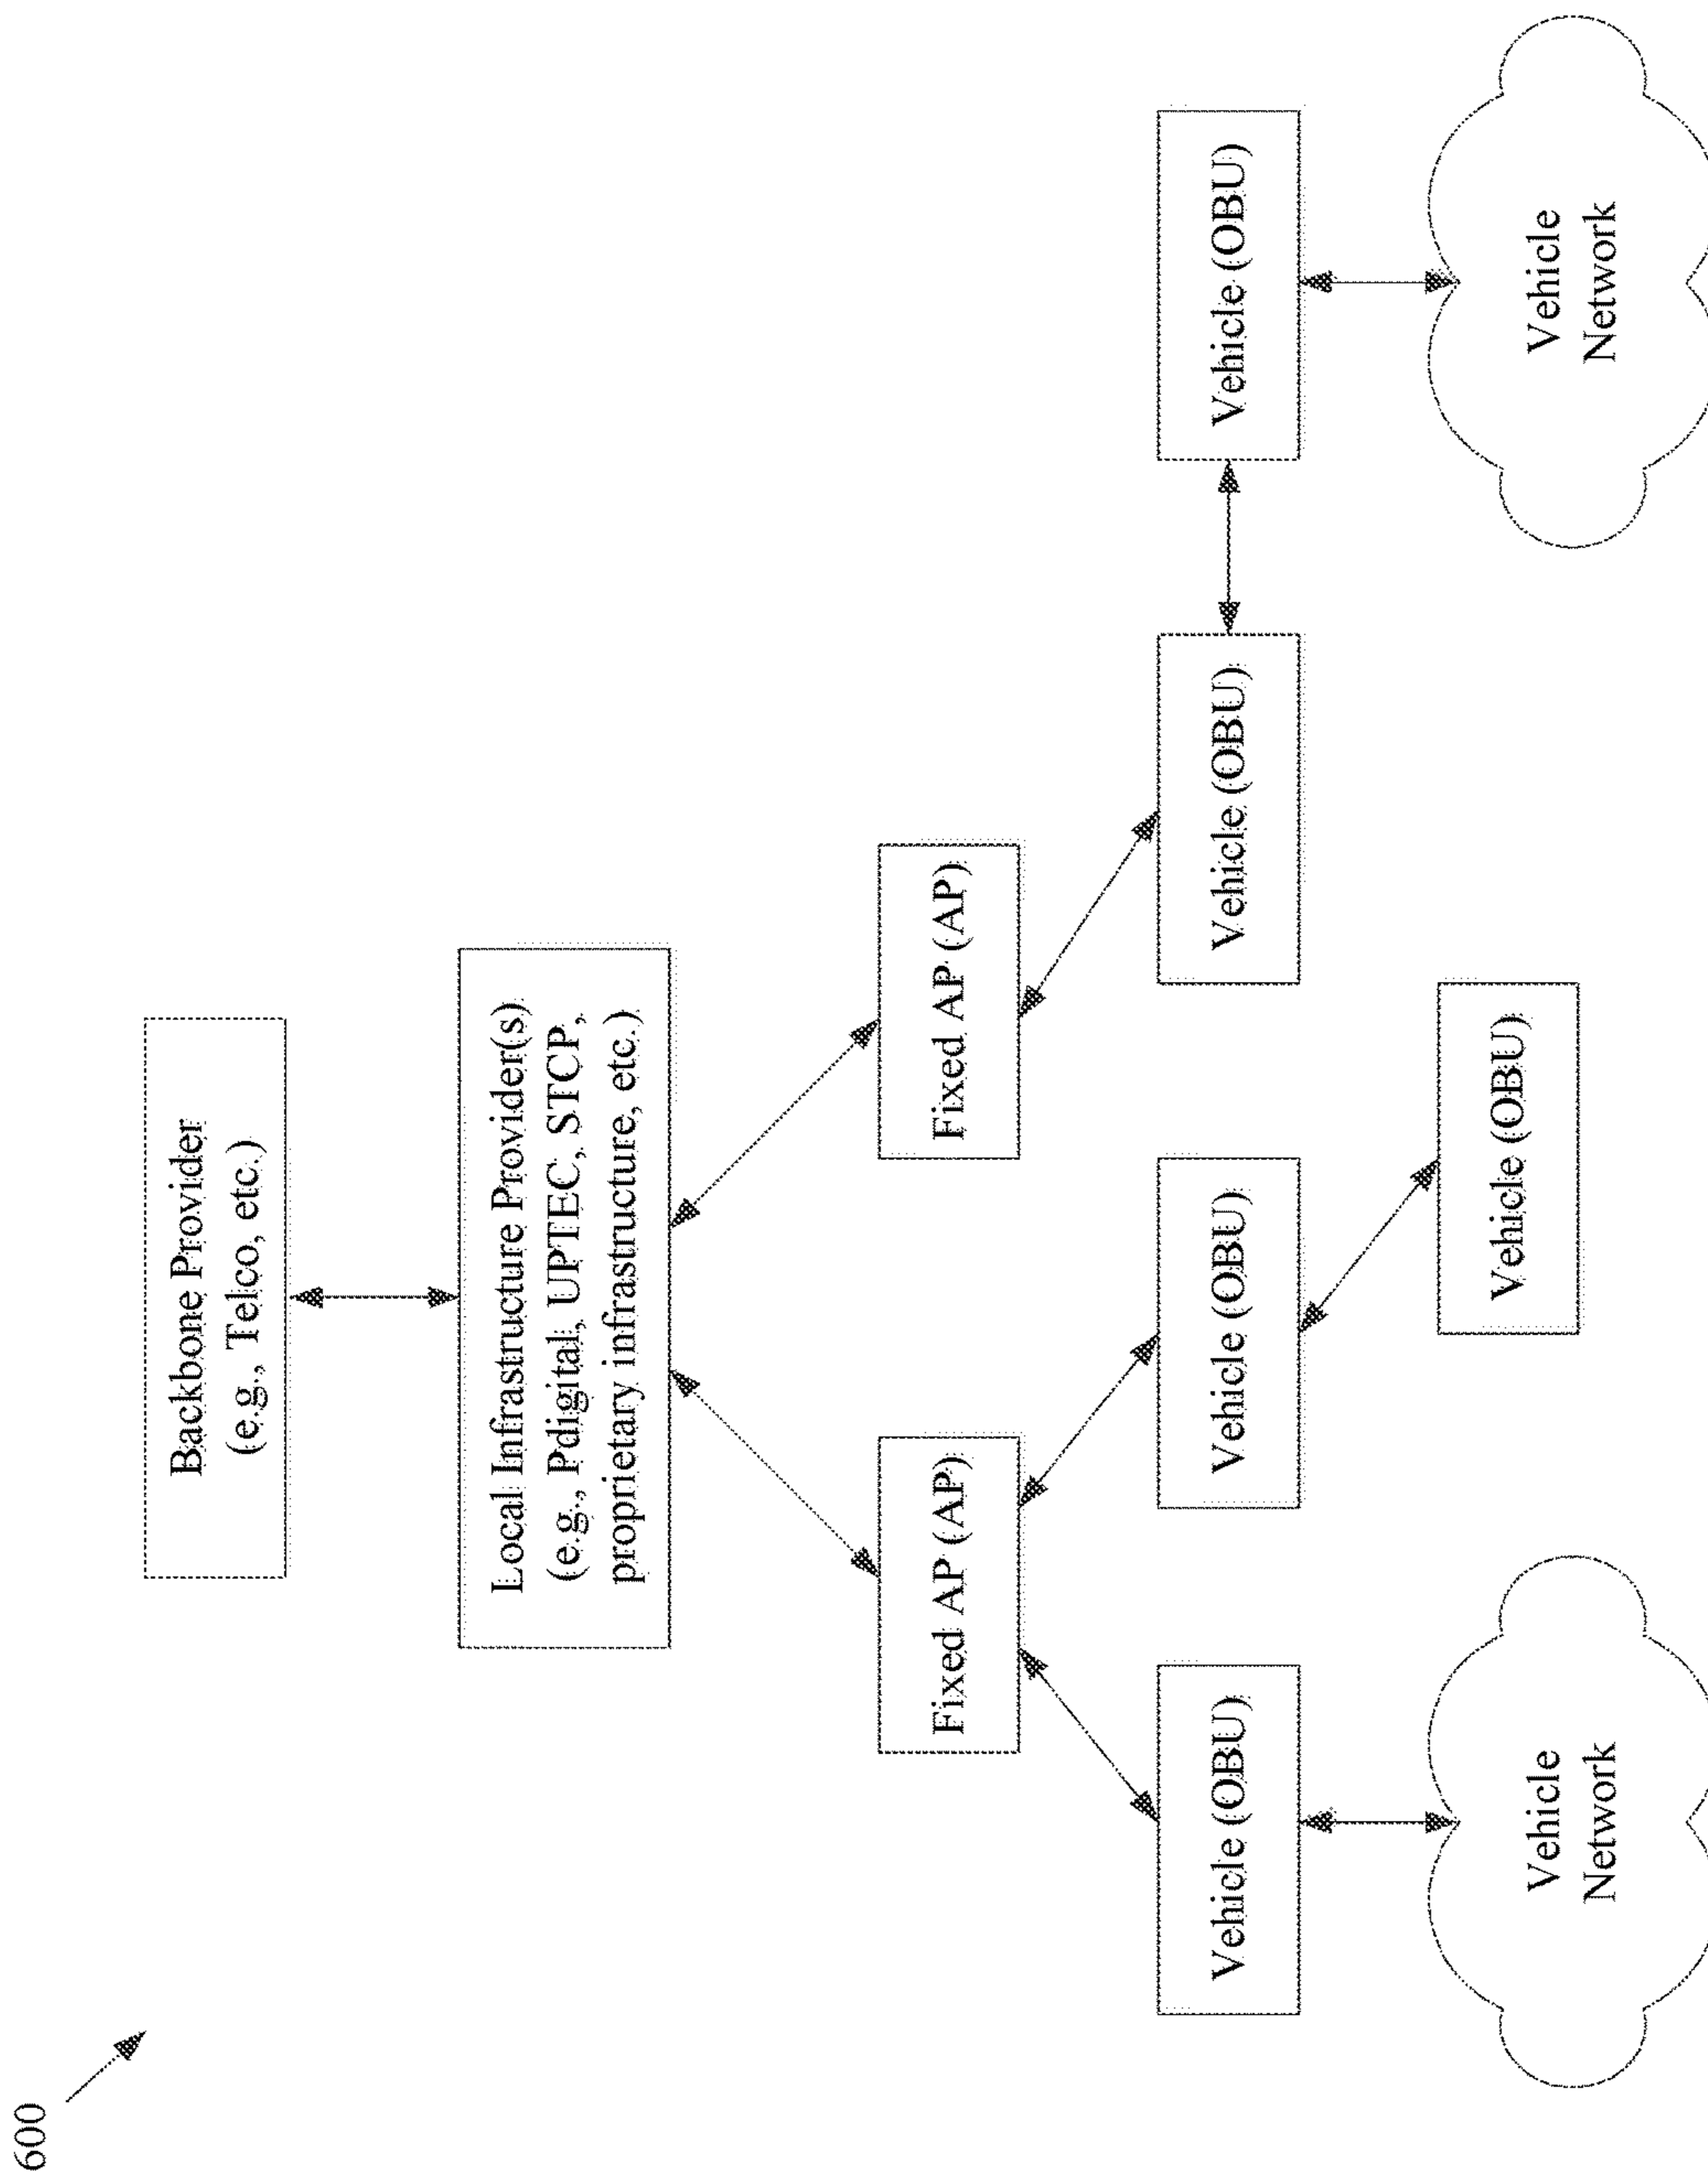 600
Backbone Provider
(e.g., Telco, etc.)
Local Infrastructure Provider(s)
(e.g., Pdigital, UPTEC, STCP,
proprietary infrastructure, etc.)
Fixed AP (AP)
Fixed AP (AP)
Vehicle (OBU)
Vehicle (OBU)
Vehicle (OBU)
Vehicle (OBU)
Vehicle (OBU)
Vehicle
Network
Vehicle
Network